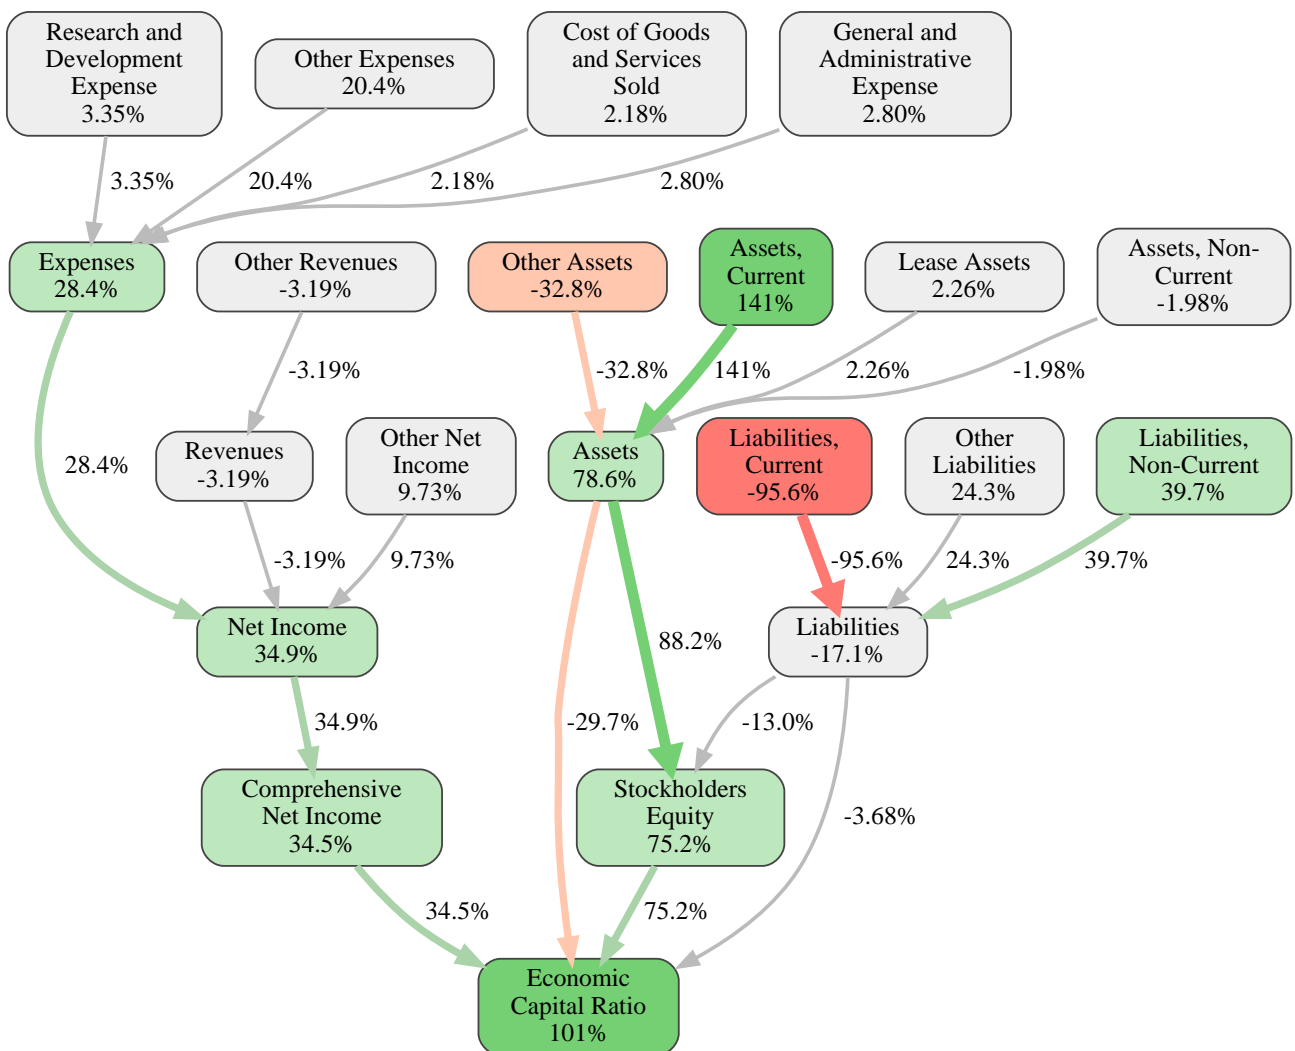 Research and
Development
Expense
3.35%
Other Expenses
20.4%
Cost of Goods
and Services
Sold
2.18%
General and
Administrative
Expense
2.80%
3.35%
20.4%
2.18%
2.80%
Expenses
28.4%
Other Revenues
-3.19%
Other Assets
-32.8%
Assets,
Current
141%
Lease Assets
2.26%
Assets, Non-
Current
-1.98%
-3.19%
-32.8%
141%
2.26%
-1.98%
28.4%
Revenues
-3.19%
Other Net
Income
9.73%
Assets
78.6%
Liabilities,
Current
-95.6%
Other
Liabilities
24.3%
Liabilities,
Non-Current
39.7%
-3.19%
9.73%
-95.6%
24.3%
39.7%
Net Income
34.9%
88.2%
Liabilities
-17.1%
34.9%
-29.7%
-13.0%
Comprehensive
Net Income
34.5%
Stockholders
Equity
75.2%
-3.68%
34.5%
75.2%
Economic
Capital Ratio
101%